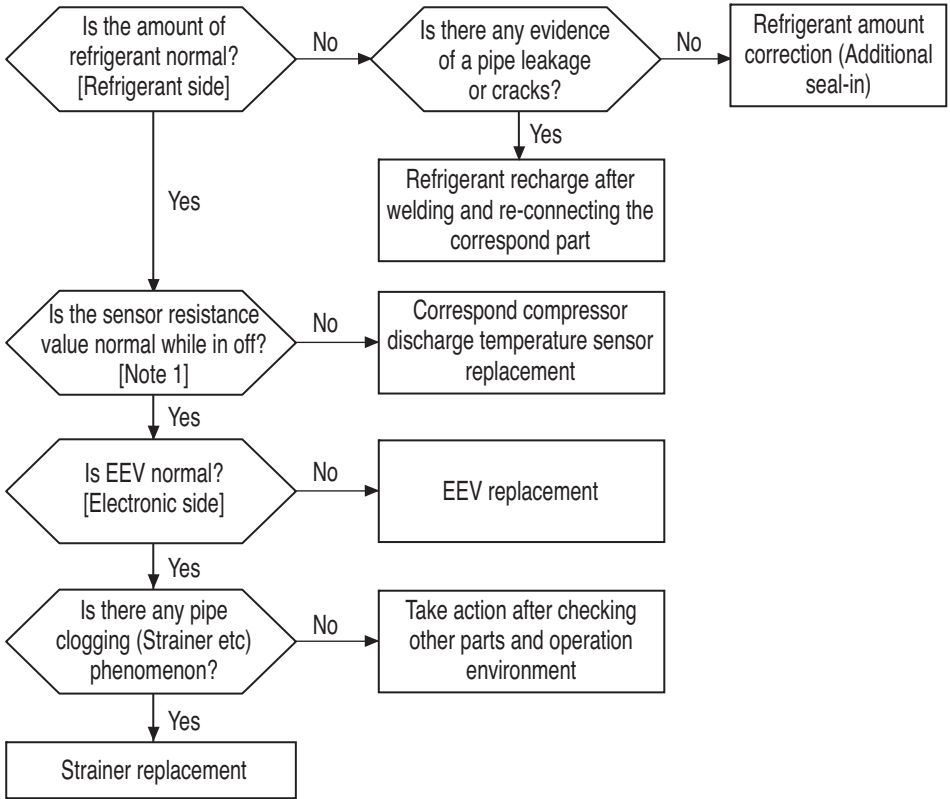 Is the amount of
refrigerant normal?
[Refrigerant side]
No
Is there any evidence
of a pipe leakage
or cracks?
No
Refrigerant amount
correction (Additional
seal-in)
Yes
Refrigerant recharge after
welding and re-connecting the
correspond part
Yes
Is the sensor resistance
value normal while in off?
[Note 1]
No
Correspond compressor
discharge temperature sensor
replacement
Yes
Is EEV normal?
[Electronic side]
No
EEV replacement
Yes
Is there any pipe
clogging (Strainer etc)
phenomenon?
No
Take action after checking
other parts and operation
environment
Yes
Strainer replacement